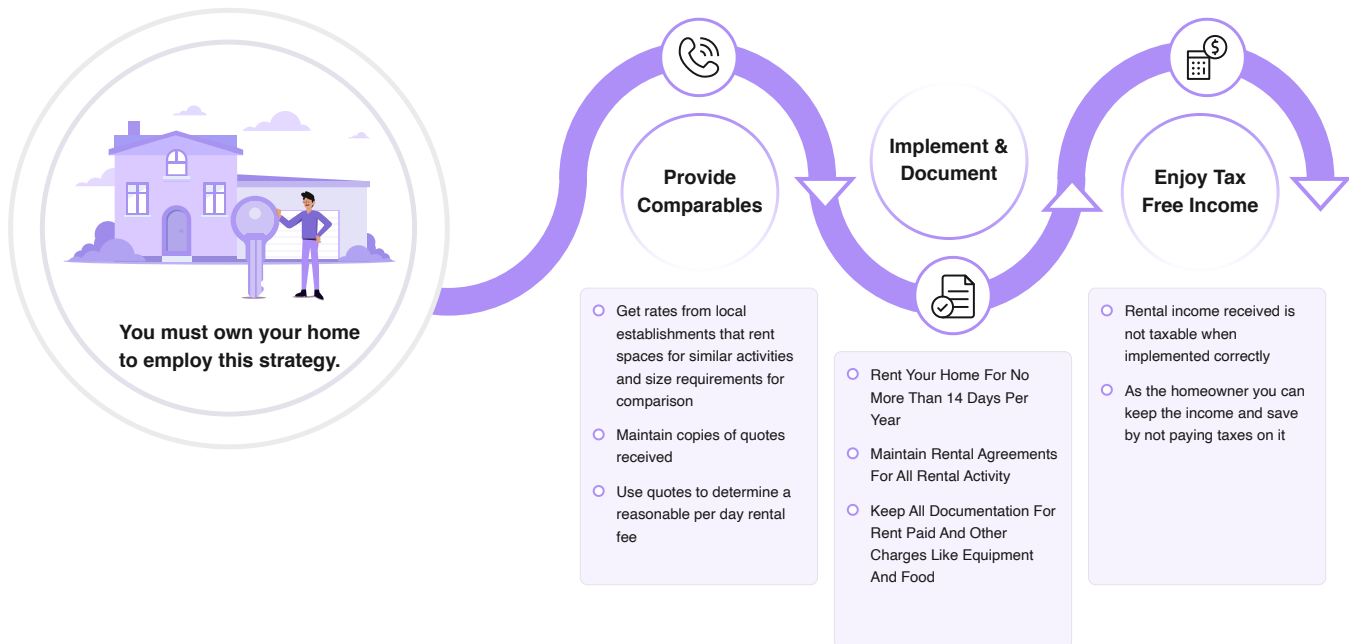 You must own your home
to employ this strategy.
Provide
Comparables
Get rates from local
establishments that rent
spaces for similar activities
and size requirements for
comparison
Maintain copies of quotes
received
Use quotes to determine a
reasonable per day rental
fee
Implement &
Document
Rent Your Home For No
More Than 14 Days Per
Year
Maintain Rental Agreements
For All Rental Activity
Keep All Documentation For
Rent Paid And Other
Charges Like Equipment
And Food
Enjoy Tax
Free Income
Rental income received is
not taxable when
implemented correctly
As the homeowner you can
keep the income and save
by not paying taxes on it